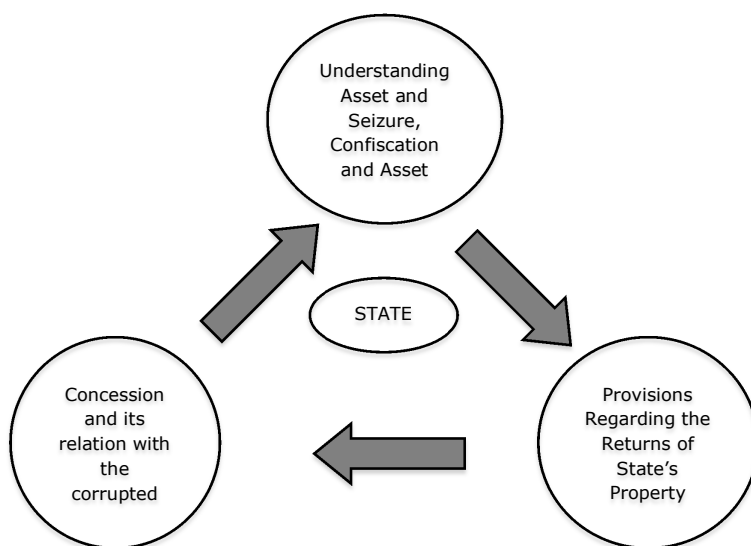 Understanding
Asset and
Seizure,
Confiscation
and Asset
STATE
Concession
and its
relation with
the
corrupted
Provisions
Regarding the
Returns of
State’s
Property